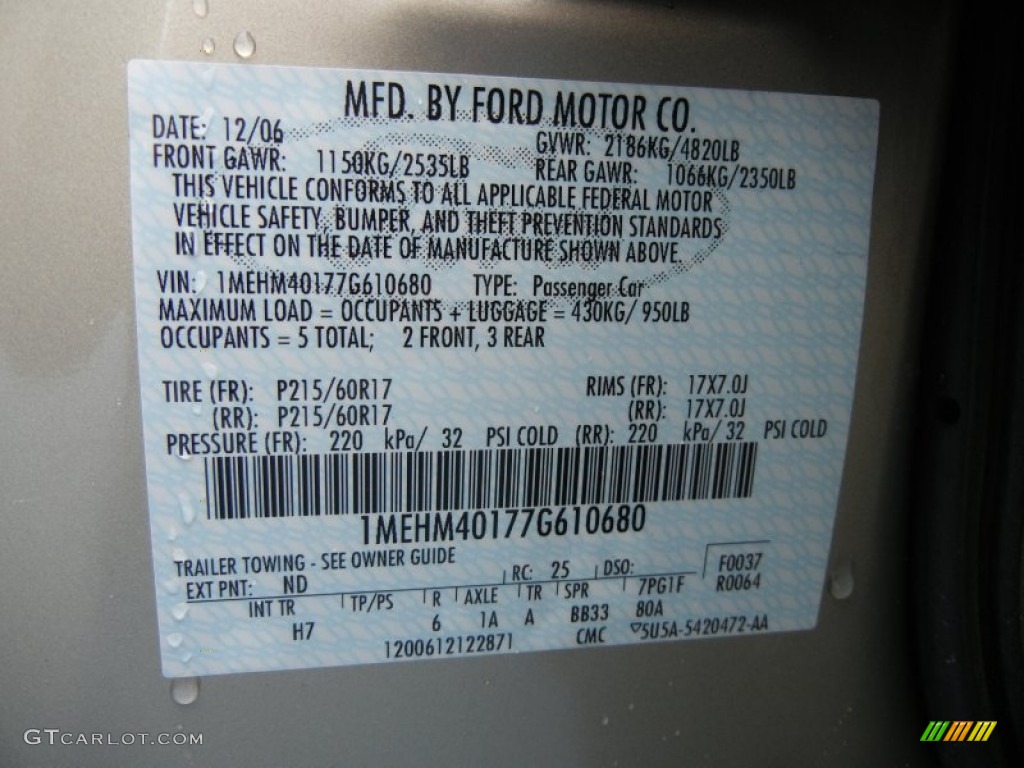 MFD. BY FORD MOTOR CO.
DATE: 12/06 GVWR: 2186KG/4820LB
FRONT GAWR: 1150KG/2535LB REAR GAWR: 1066KG/2350LB
THIS VEHICLE CONFORMS TO ALL APPLICABLE FEDERAL MOTOR
VEHICLE SAFETY, BUMPER, AND THEFT PREVENTION STANDARDS
IN EFFECT ON THE DATE OF MANUFACTURE SHOWN ABOVE.
VIN: 1MEHM40177G610680 TYPE: Passenger Car
MAXIMUM LOAD = OCCUPANTS + LUGGAGE = 430KG/ 950LB
OCCUPANTS = 5 TOTAL; 2 FRONT, 3 REAR
TIRE (FR): P215/60R17 RIMS (FR): 17X7.0J
(RR): P215/60R17 (RR): 17X7.0J
PRESSURE (FR): 220 kPa/ 32 PSI COLD (RR): 220 kPa/ 32 PSI COLD
1MEHM40177G610680
TRAILER TOWING - SEE OWNER GUIDE
EXT PNT: ND RC: 25 DSO: F0037
INT TR TP/PS R AXLE TR SPR 7PG1F R0064
H7 6 1A A BB33 80A
1200612122871 CMC ▽5U5A-5420472-AA
GTCARLOT.COM